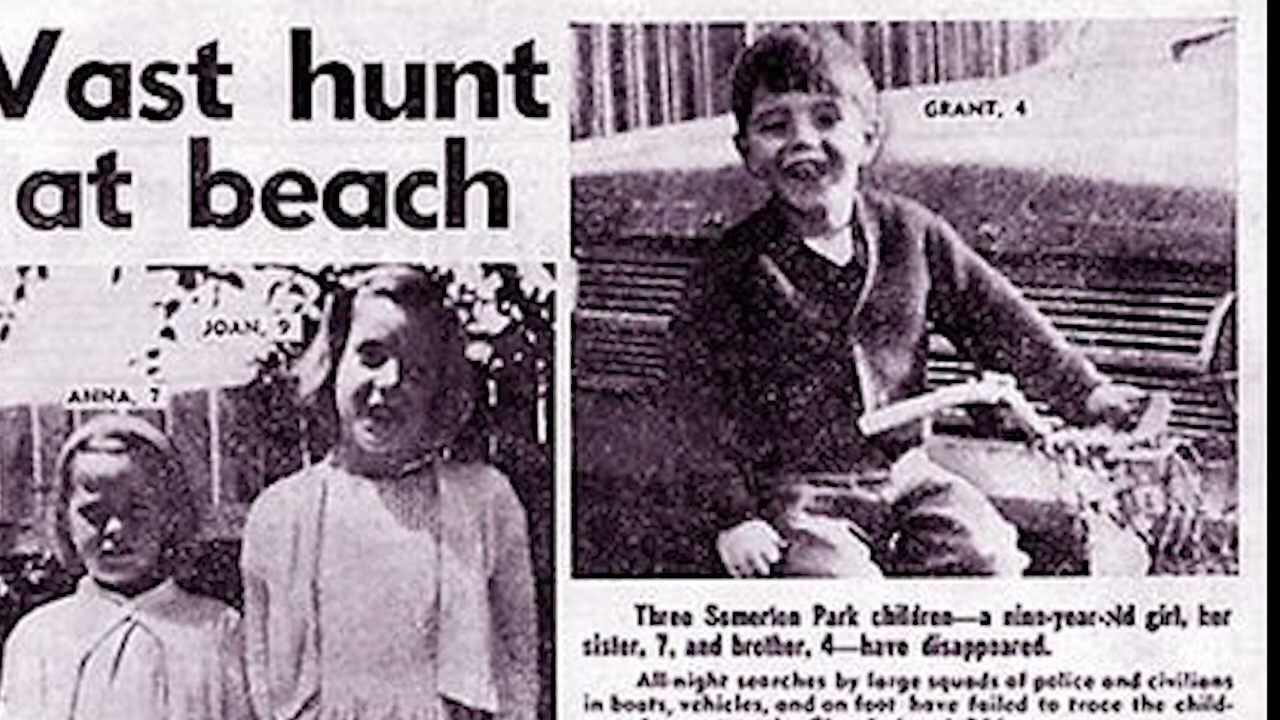 Vast hunt
at beach
GRANT, 4
JOAN, 9
ANNA, 7
Three Somerton Park children—a nine-year-old girl, her
sister, 7, and brother, 4—have disappeared.
All-night searches by large squads of police and civilians
in boats, vehicles, and on foot have failed to trace the child-